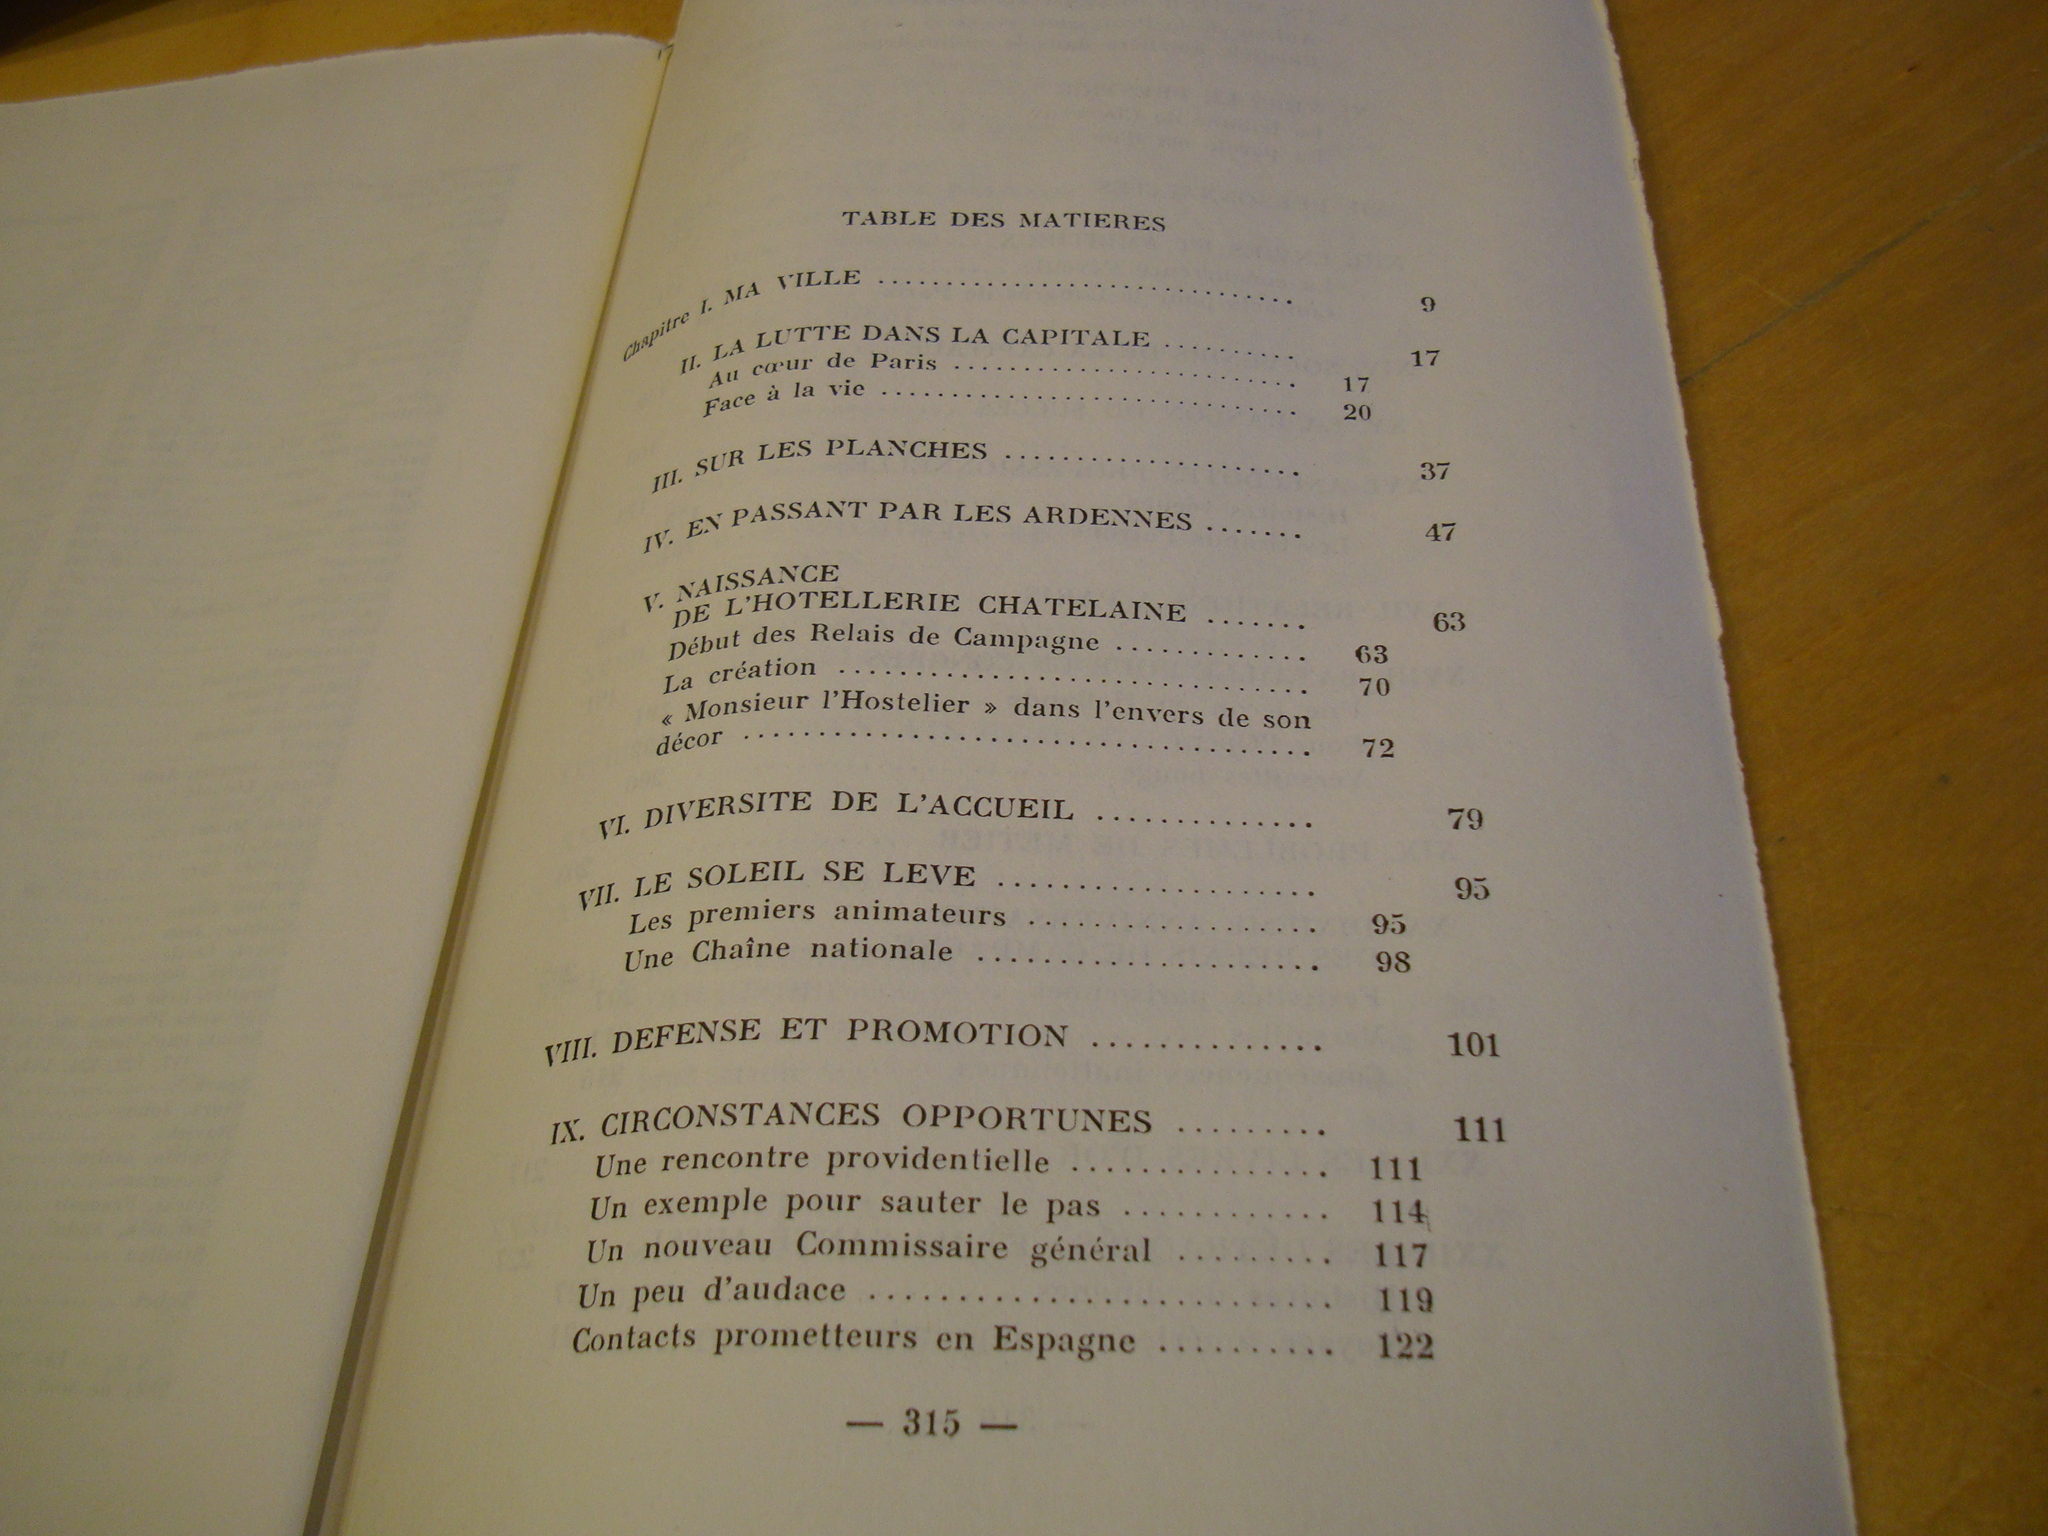 TABLE DES MATIERES
Chapitre I. MA VILLE .............................. 9
II. LA LUTTE DANS LA CAPITALE .......... 17
Au cœur de Paris ......................... 17
Face à la vie .............................. 20
III. SUR LES PLANCHES ..................... 37
IV. EN PASSANT PAR LES ARDENNES ....... 47
V. NAISSANCE
DE L'HOTELLERIE CHATELAINE ....... 63
Début des Relais de Campagne ............. 63
La création ............................... 70
« Monsieur l'Hostelier » dans l'envers de son
décor ..................................... 72
VI. DIVERSITE DE L'ACCUEIL .............. 79
VII. LE SOLEIL SE LEVE .................... 95
Les premiers animateurs .................. 95
Une Chaîne nationale ..................... 98
VIII. DEFENSE ET PROMOTION .............. 101
IX. CIRCONSTANCES OPPORTUNES ......... 111
Une rencontre providentielle ............... 111
Un exemple pour sauter le pas ............ 114
Un nouveau Commissaire général ......... 117
Un peu d'audace .......................... 119
Contacts prometteurs en Espagne .......... 122
— 315 —